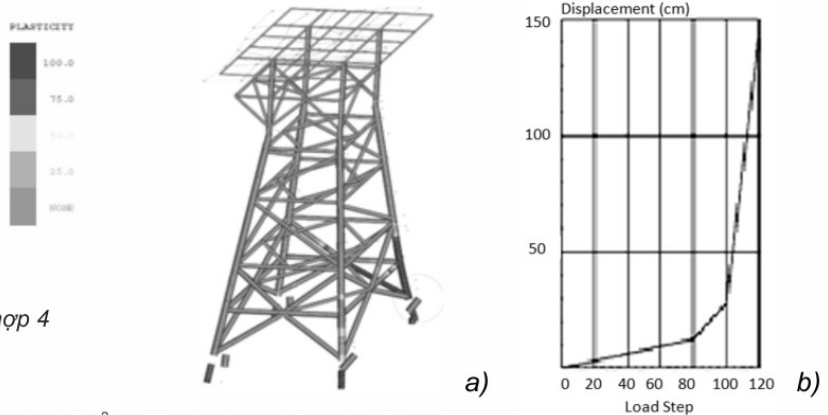 PLASTICITY
100.0
75.0
25.0
NONE
ợp 4
a)
Displacement (cm)
150
100
50
0 20 40 60 80 100 120
Load Step
b)